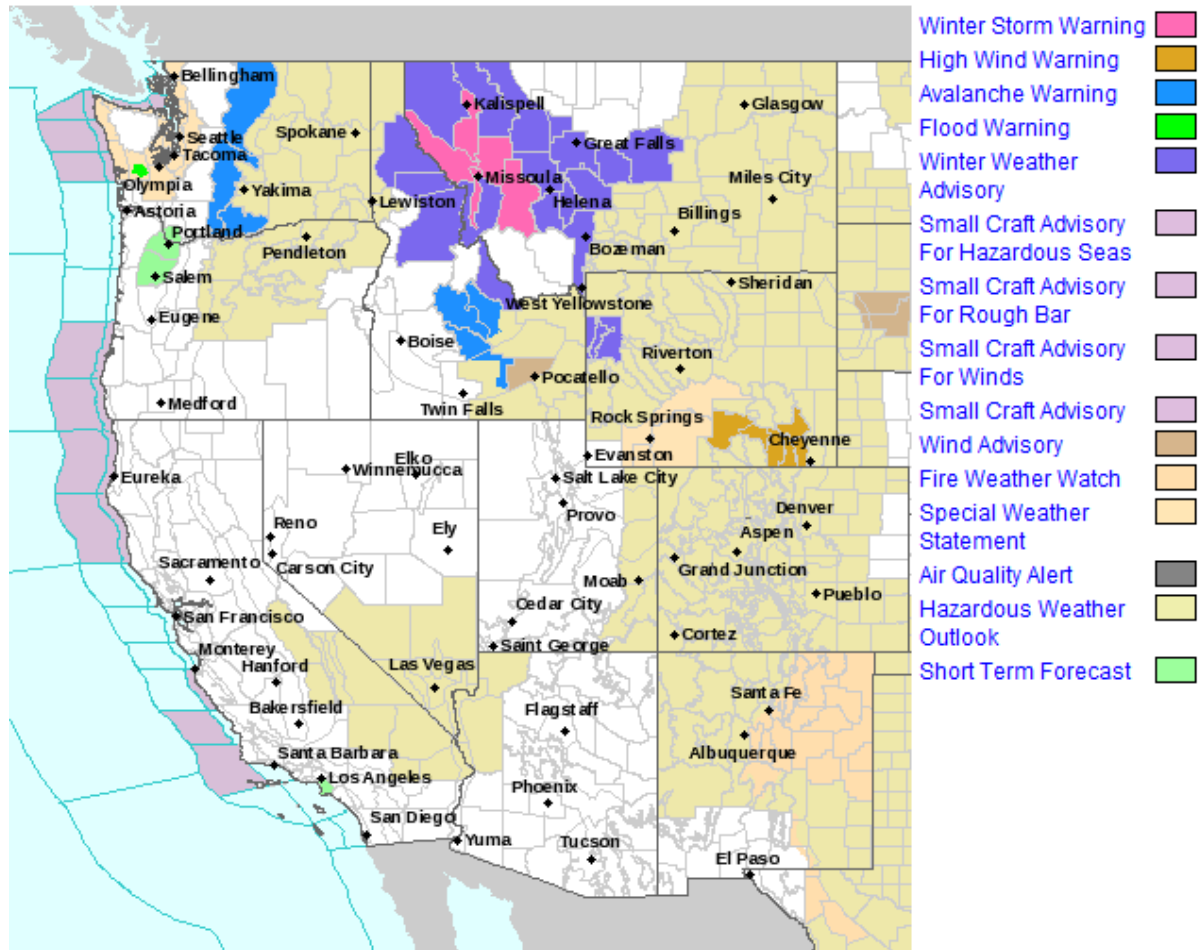 Bellingham
Seattle
Tacoma
Olympia
Astoria
Portland
Salem
Eugene
Medford
Spokane
Yakima
Pendleton
Kalispell
Great Falls
Missoula
Helena
Lewiston
Bozeman
West Yellowstone
Boise
Pocatello
Twin Falls
Glasgow
Miles City
Billings
Sheridan
Riverton
Rock Springs
Cheyenne
Evanston
Eureka
Winnemucca
Elko
Reno
Ely
Carson City
Sacramento
San Francisco
Monterey
Hanford
Bakersfield
Santa Barbara
Los Angeles
San Diego
Las Vegas
Salt Lake City
Provo
Moab
Cedar City
Saint George
Denver
Aspen
Grand Junction
Pueblo
Cortez
Flagstaff
Phoenix
Yuma
Tucson
Santa Fe
Albuquerque
El Paso
Winter Storm Warning
High Wind Warning
Avalanche Warning
Flood Warning
Winter Weather
Advisory
Small Craft Advisory
For Hazardous Seas
Small Craft Advisory
For Rough Bar
Small Craft Advisory
For Winds
Small Craft Advisory
Wind Advisory
Fire Weather Watch
Special Weather
Statement
Air Quality Alert
Hazardous Weather
Outlook
Short Term Forecast